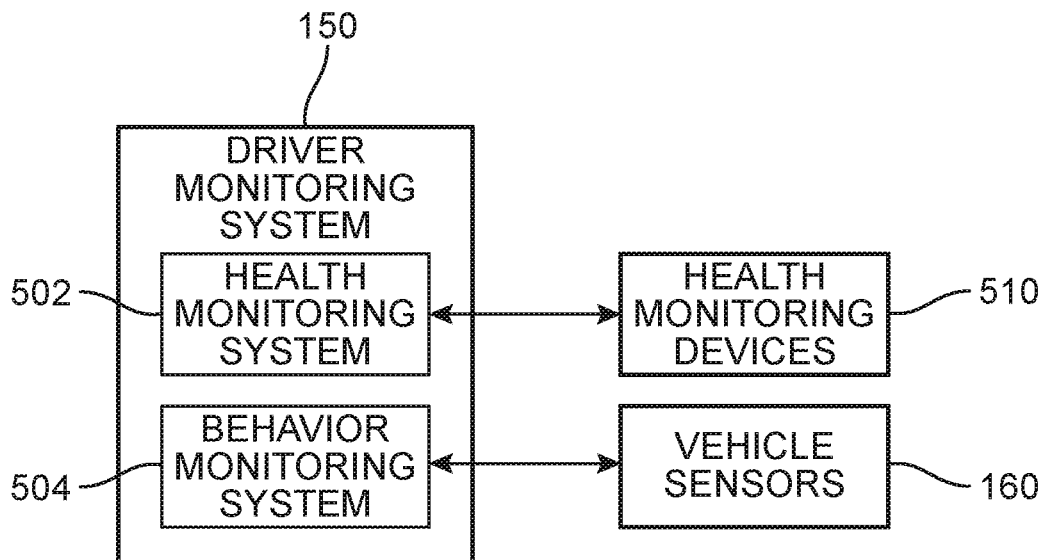 150
DRIVER
MONITORING
SYSTEM
502
HEALTH
MONITORING
SYSTEM
HEALTH
MONITORING
DEVICES
510
504
BEHAVIOR
MONITORING
SYSTEM
VEHICLE
SENSORS
160